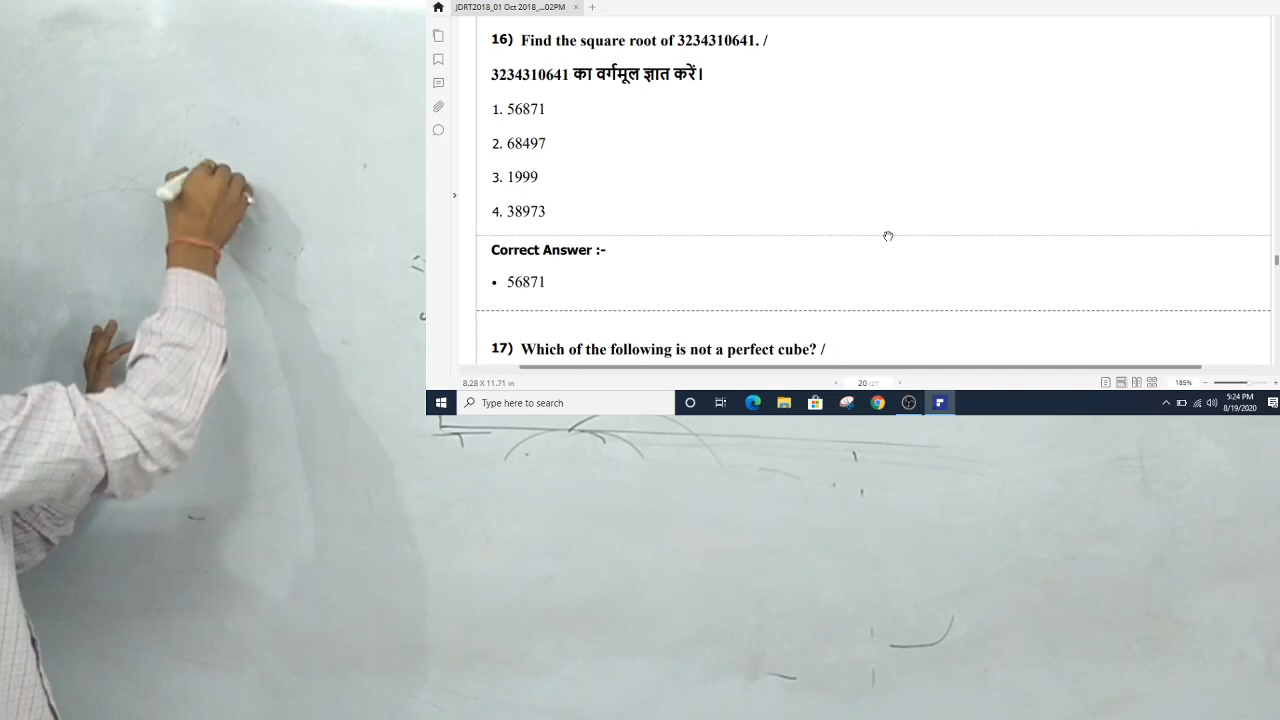 JDRT2018_01 Oct 2018_...02PM
16) Find the square root of 3234310641. /
3234310641 का वर्गमूल ज्ञात करें।
1. 56871
2. 68497
3. 1999
4. 38973
Correct Answer :-
• 56871
17) Which of the following is not a perfect cube? /
8.28 x 11.71 in
20 /27
185%
Type here to search
5:24 PM
8/19/2020